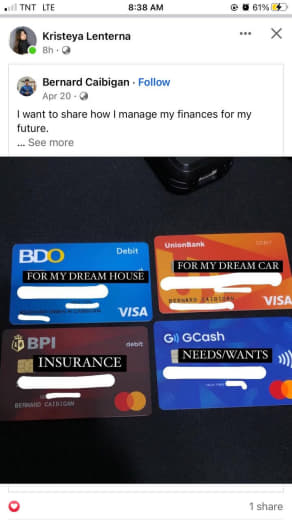 TNT LTE 8:38 AM 61%
Kristeya Lenterna
8h ·
Bernard Caibigan · Follow
Apr 20 ·
I want to share how I manage my finances for my
future.
... See more
BDO Debit
FOR MY DREAM HOUSE
VISA
UnionBank DEBIT
FOR MY DREAM CAR
BERNARD CAIBIGAN VISA
BPI debit
INSURANCE
BERNARD CAIBIGAN
GCash
NEEDS/WANTS
1 share